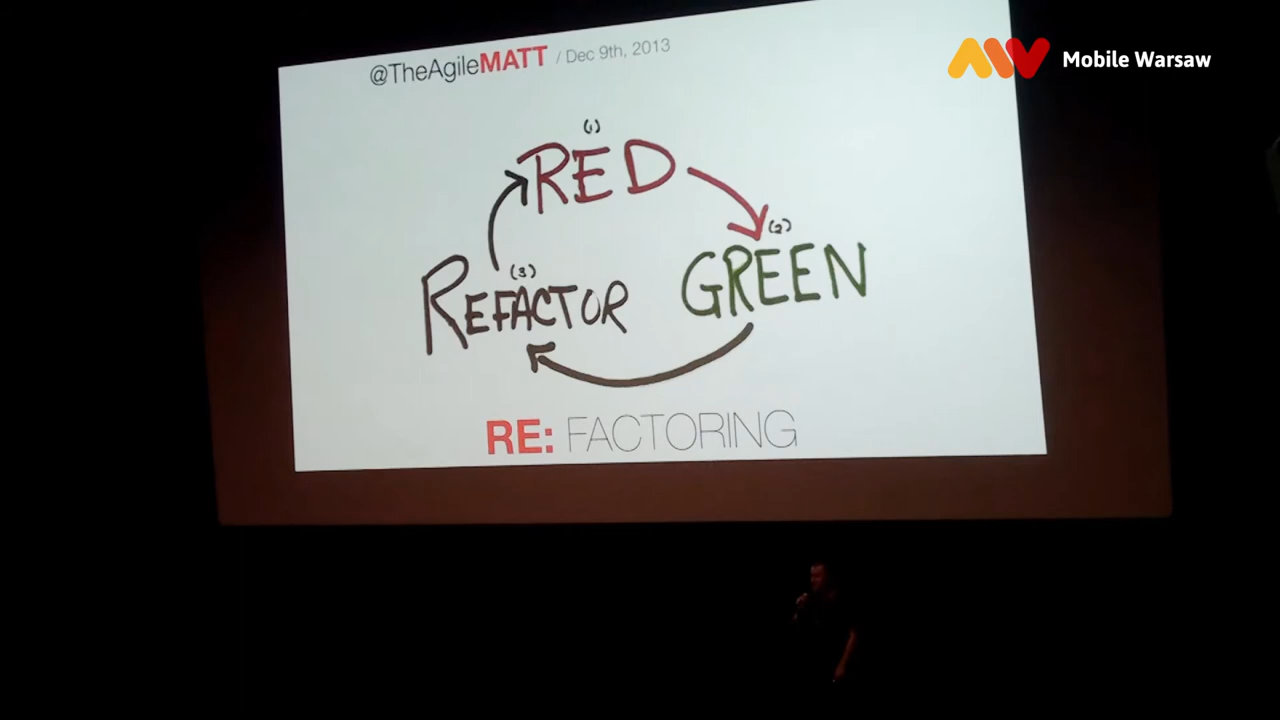 @TheAgileMATT / Dec 9th, 2013
Mobile Warsaw
(1)
RED
(2)
GREEN
(3)
REFACTOR
RE: FACTORING